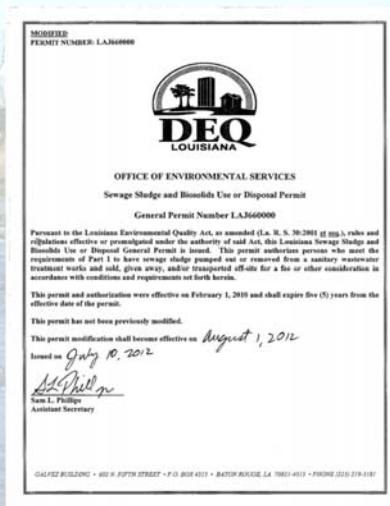 MODIFIED
PERMIT NUMBER: LAJ660000
DEQ
LOUISIANA
OFFICE OF ENVIRONMENTAL SERVICES
Sewage Sludge and Biosolids Use or Disposal Permit
General Permit Number LAJ660000
Pursuant to the Louisiana Environmental Quality Act, as amended (La. R. S. 30:2001 et seq.), rules and
regulations effective or promulgated under the authority of said Act, this Louisiana Sewage Sludge and
Biosolids Use or Disposal General Permit is issued. This permit authorizes persons who meet the
requirements of Part 1 to have sewage sludge pumped out or removed from a sanitary wastewater
treatment works and sold, given away, and/or transported off-site for a fee or other consideration in
accordance with conditions and requirements set forth herein.
This permit and authorization were effective on February 1, 2010 and shall expire five (5) years from the
effective date of the permit.
This permit has not been previously modified.
This permit modification shall become effective on August 1, 2012
Issued on July 10, 2012
Sam L. Phillips
Assistant Secretary
GALVEZ BUILDING • 602 N. FIFTH STREET • P.O. BOX 4313 • BATON ROUGE, LA 70821-4313 • PHONE (225) 219-3181